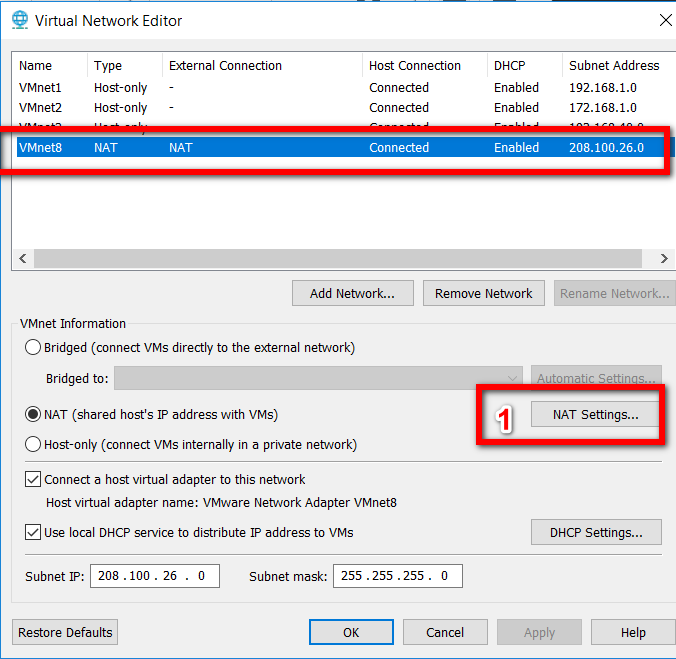 Virtual Network Editor
Name Type External Connection Host Connection DHCP Subnet Address
VMnet1 Host-only - Connected Enabled 192.168.1.0
VMnet2 Host-only - Connected Enabled 172.168.1.0
Host-only Connected Enabled
VMnet8 NAT NAT Connected Enabled 208.100.26.0
Add Network... Remove Network Rename Network...
VMnet Information
Bridged (connect VMs directly to the external network)
Bridged to: Automatic Settings...
NAT (shared host's IP address with VMs) 1 NAT Settings...
Host-only (connect VMs internally in a private network)
Connect a host virtual adapter to this network
Host virtual adapter name: VMware Network Adapter VMnet8
Use local DHCP service to distribute IP address to VMs DHCP Settings...
Subnet IP: 208 . 100 . 26 . 0 Subnet mask: 255 . 255 . 255 . 0
Restore Defaults OK Cancel Apply Help